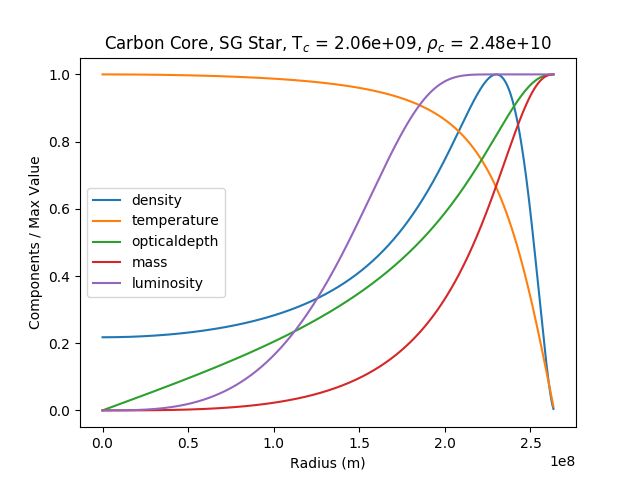 Carbon Core, SG Star, T_c = 2.06e+09, ρ_c = 2.48e+10
Components / Max Value
1.0
0.8
0.6
0.4
0.2
0.0
density
temperature
opticaldepth
mass
luminosity
0.0 0.5 1.0 1.5 2.0 2.5
1e8
Radius (m)